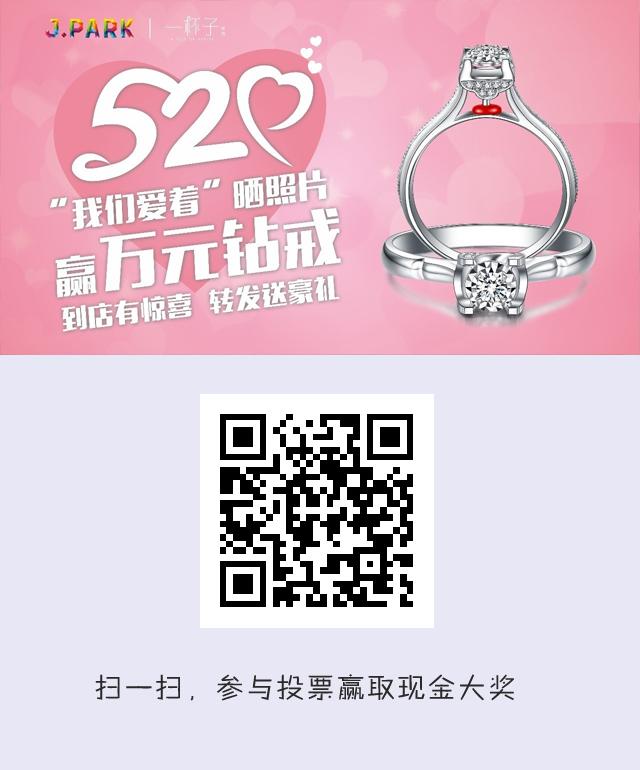 J.PARK | 一杯子
520
“我们爱着”晒照片
赢万元钻戒
到店有惊喜 转发送豪礼
扫一扫，参与投票赢取现金大奖